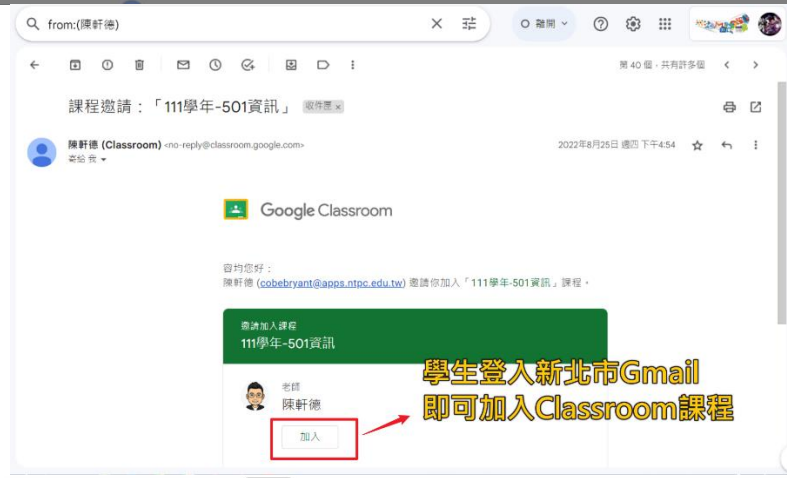 from:(陳軒德)
離開
第 40 個，共有許多個
課程邀請：「111學年-501資訊」 收件匣 x
陳軒德 (Classroom) <no-reply@classroom.google.com>
2022年8月25日 週四 下午4:54
寄給 我
Google Classroom
容均您好：
陳軒德 (cobebryant@apps.ntpc.edu.tw) 邀請你加入「111學年-501資訊」課程。
邀請加入課程
111學年-501資訊
老師
陳軒德
加入
學生登入新北市Gmail
即可加入Classroom課程